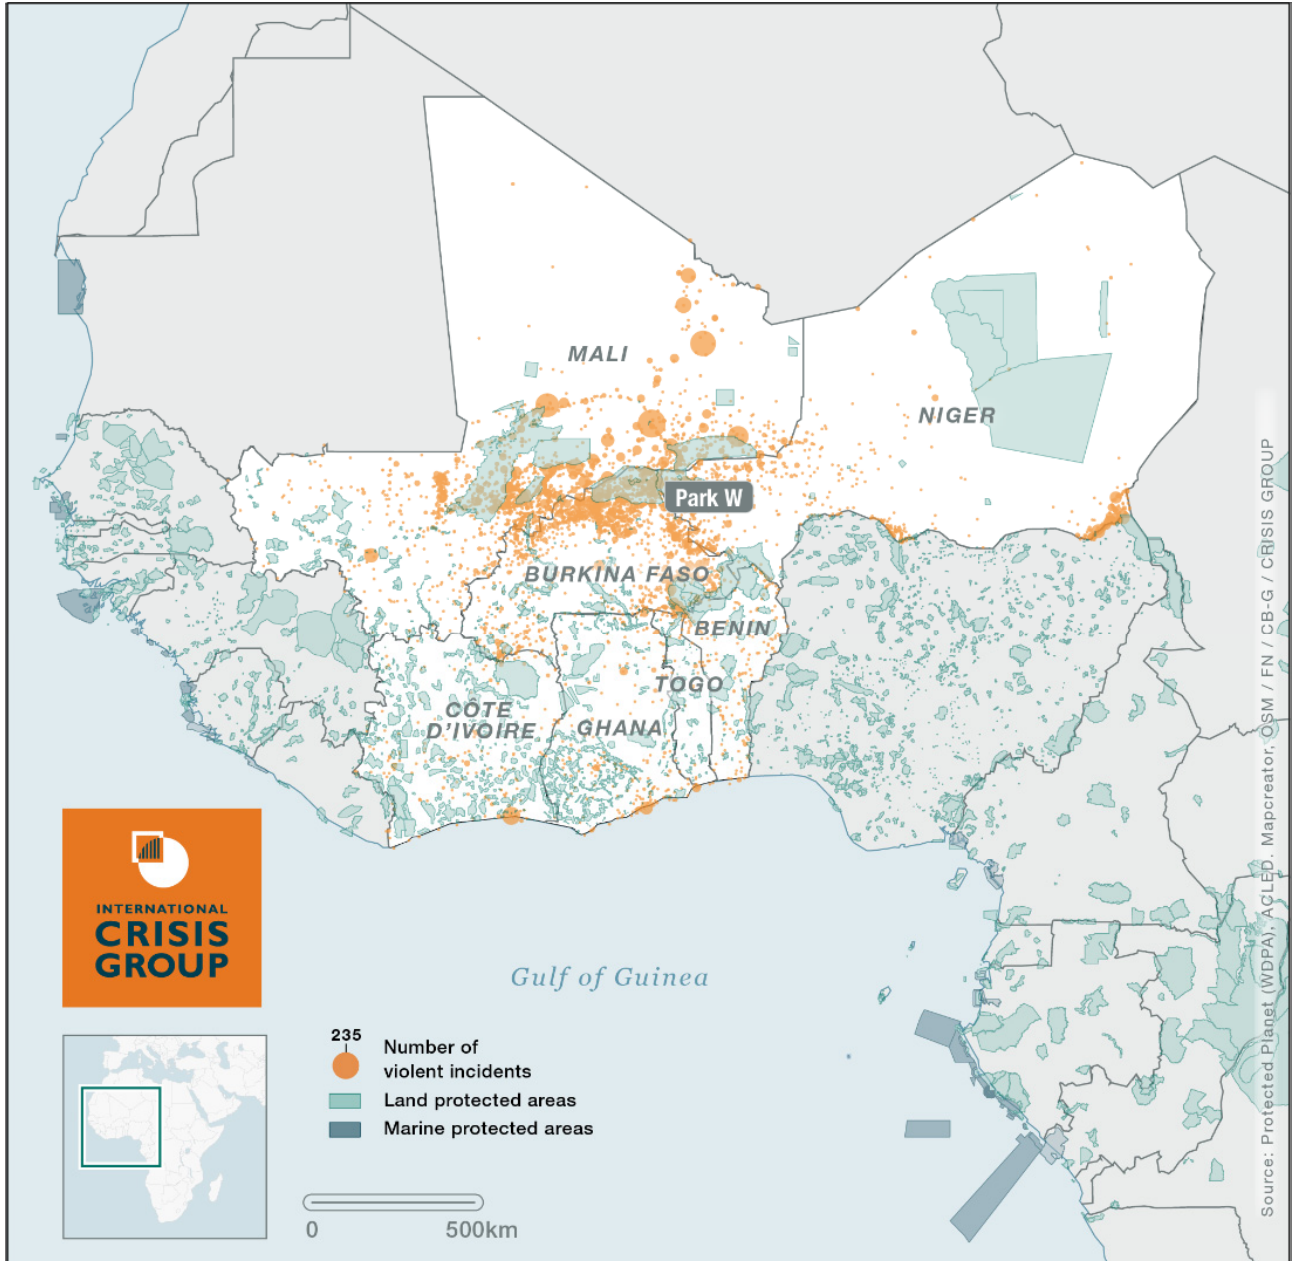 MALI
NIGER
Park W
BURKINA FASO
BENIN
TOGO
CÔTE
D'IVOIRE
GHANA
INTERNATIONAL
CRISIS
GROUP
Gulf of Guinea
235
Number of
violent incidents
Land protected areas
Marine protected areas
0
500km
Source: Protected Planet (WDPA), ACLED. Mapcreator, OSM / FN / CB-G / CRISIS GROUP